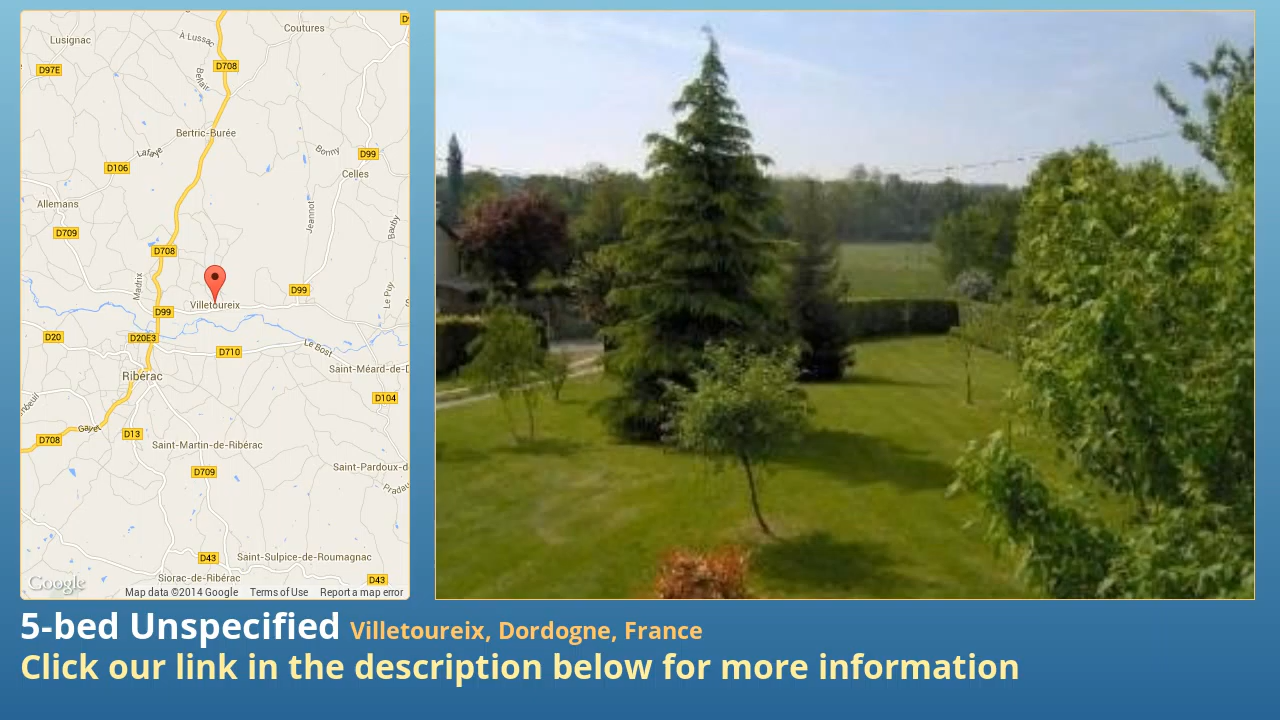 Lusignac
À Lussac
Coutures
D97E
D708
Bellair
Bertric-Burée
Lafaye
Bonny
D99
D106
Celles
Allemans
Jeannot
Bauby
D709
D708
Madrix
D99
Le Puy
Villetoureix
D99
D20
D20E3
D710
Le Bost
Saint-Méard-de-D
Ribérac
D104
Gayet
D13
D708
Saint-Martin-de-Ribérac
D709
Saint-Pardoux-d
Pradau
D43
Saint-Sulpice-de-Roumagnac
Siorac-de-Ribérac
D43
Google
Map data ©2014 Google Terms of Use Report a map error
5-bed Unspecified Villetoureix, Dordogne, France
Click our link in the description below for more information